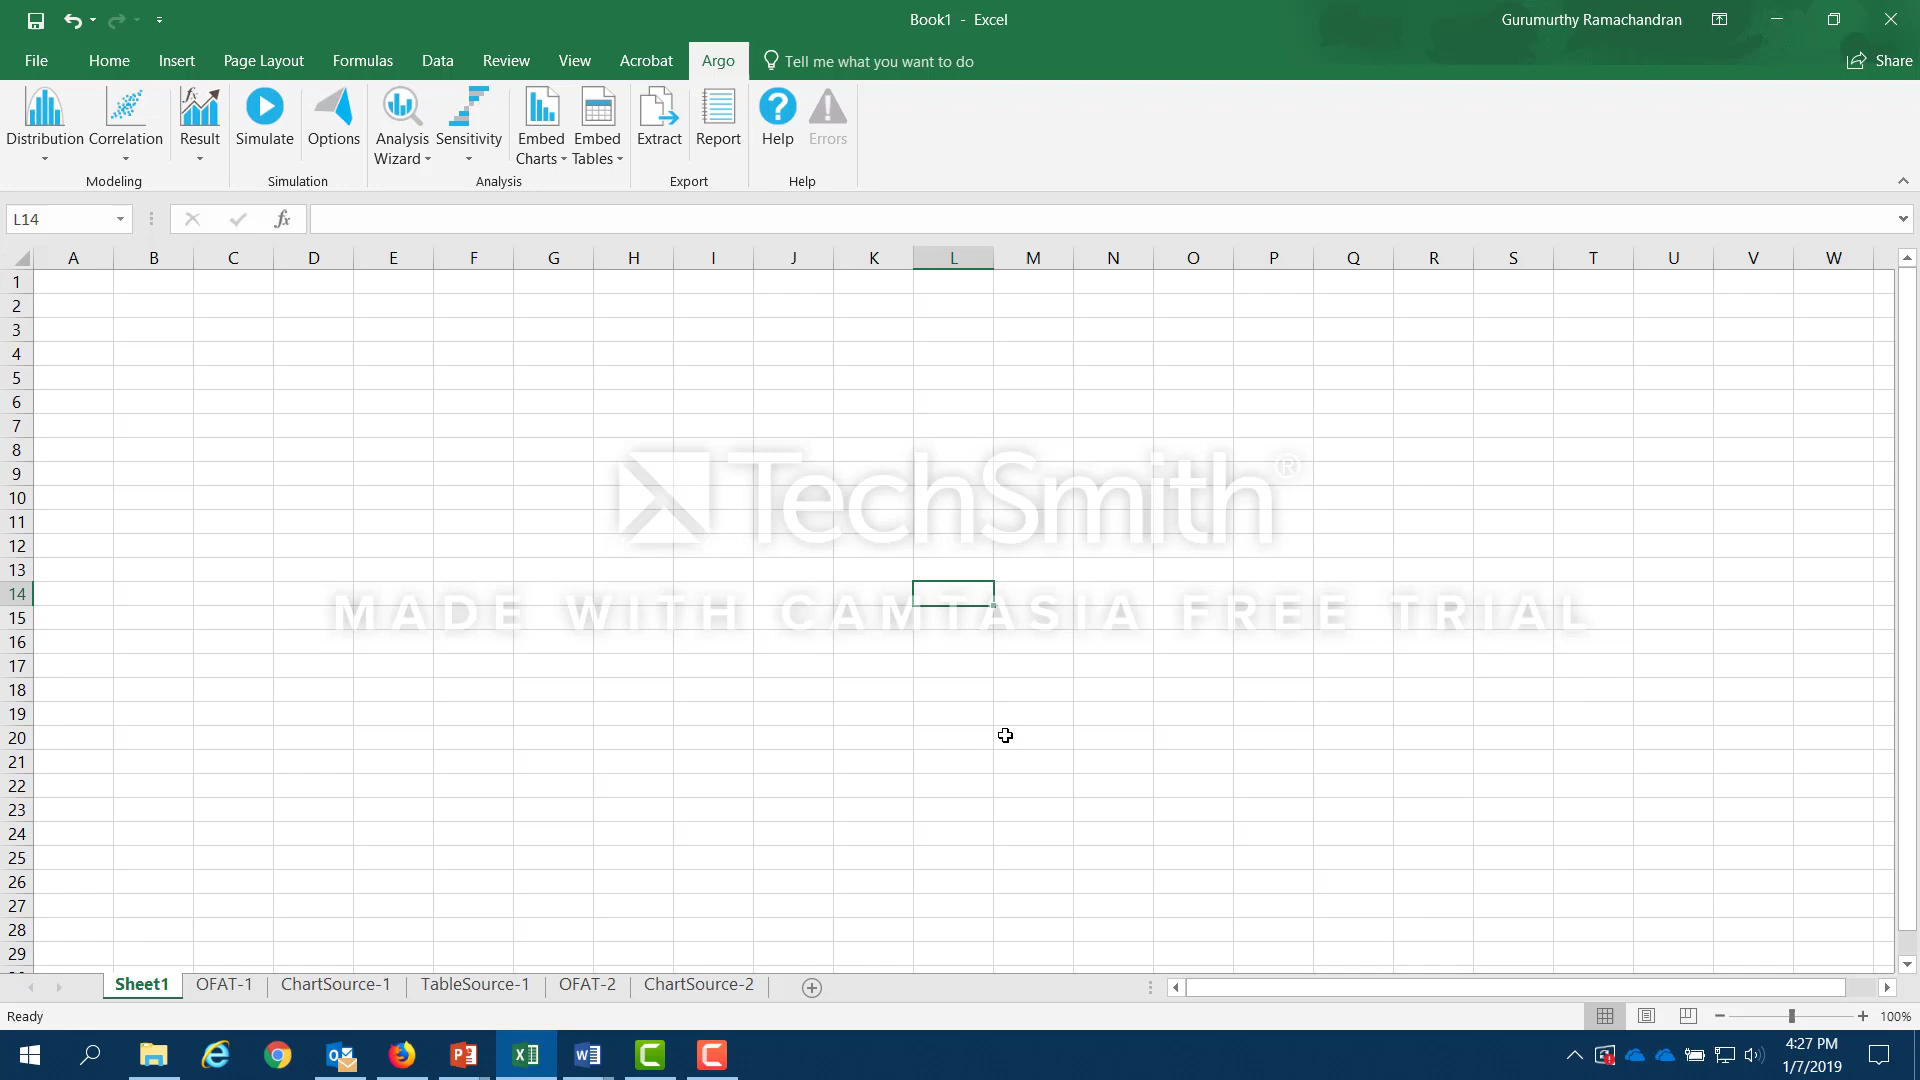 Book1 - Excel
Gurumurthy Ramachandran
File Home Insert Page Layout Formulas Data Review View Acrobat Argo Tell me what you want to do Share
Distribution Correlation Result Simulate Options Analysis Wizard Sensitivity Embed Charts Embed Tables Extract Report Help Errors
Modeling Simulation Analysis Export Help
L14 fx
A B C D E F G H I J K L M N O P Q R S T U V W
1
2
3
4
5
6
7
8
9
TechSmith®
10
11
12
13
14
15
MADE WITH CAMTASIA FREE TRIAL
16
17
18
19
20
21
22
23
24
25
26
27
28
29
Sheet1 OFAT-1 ChartSource-1 TableSource-1 OFAT-2 ChartSource-2
Ready 100%
4:27 PM
1/7/2019